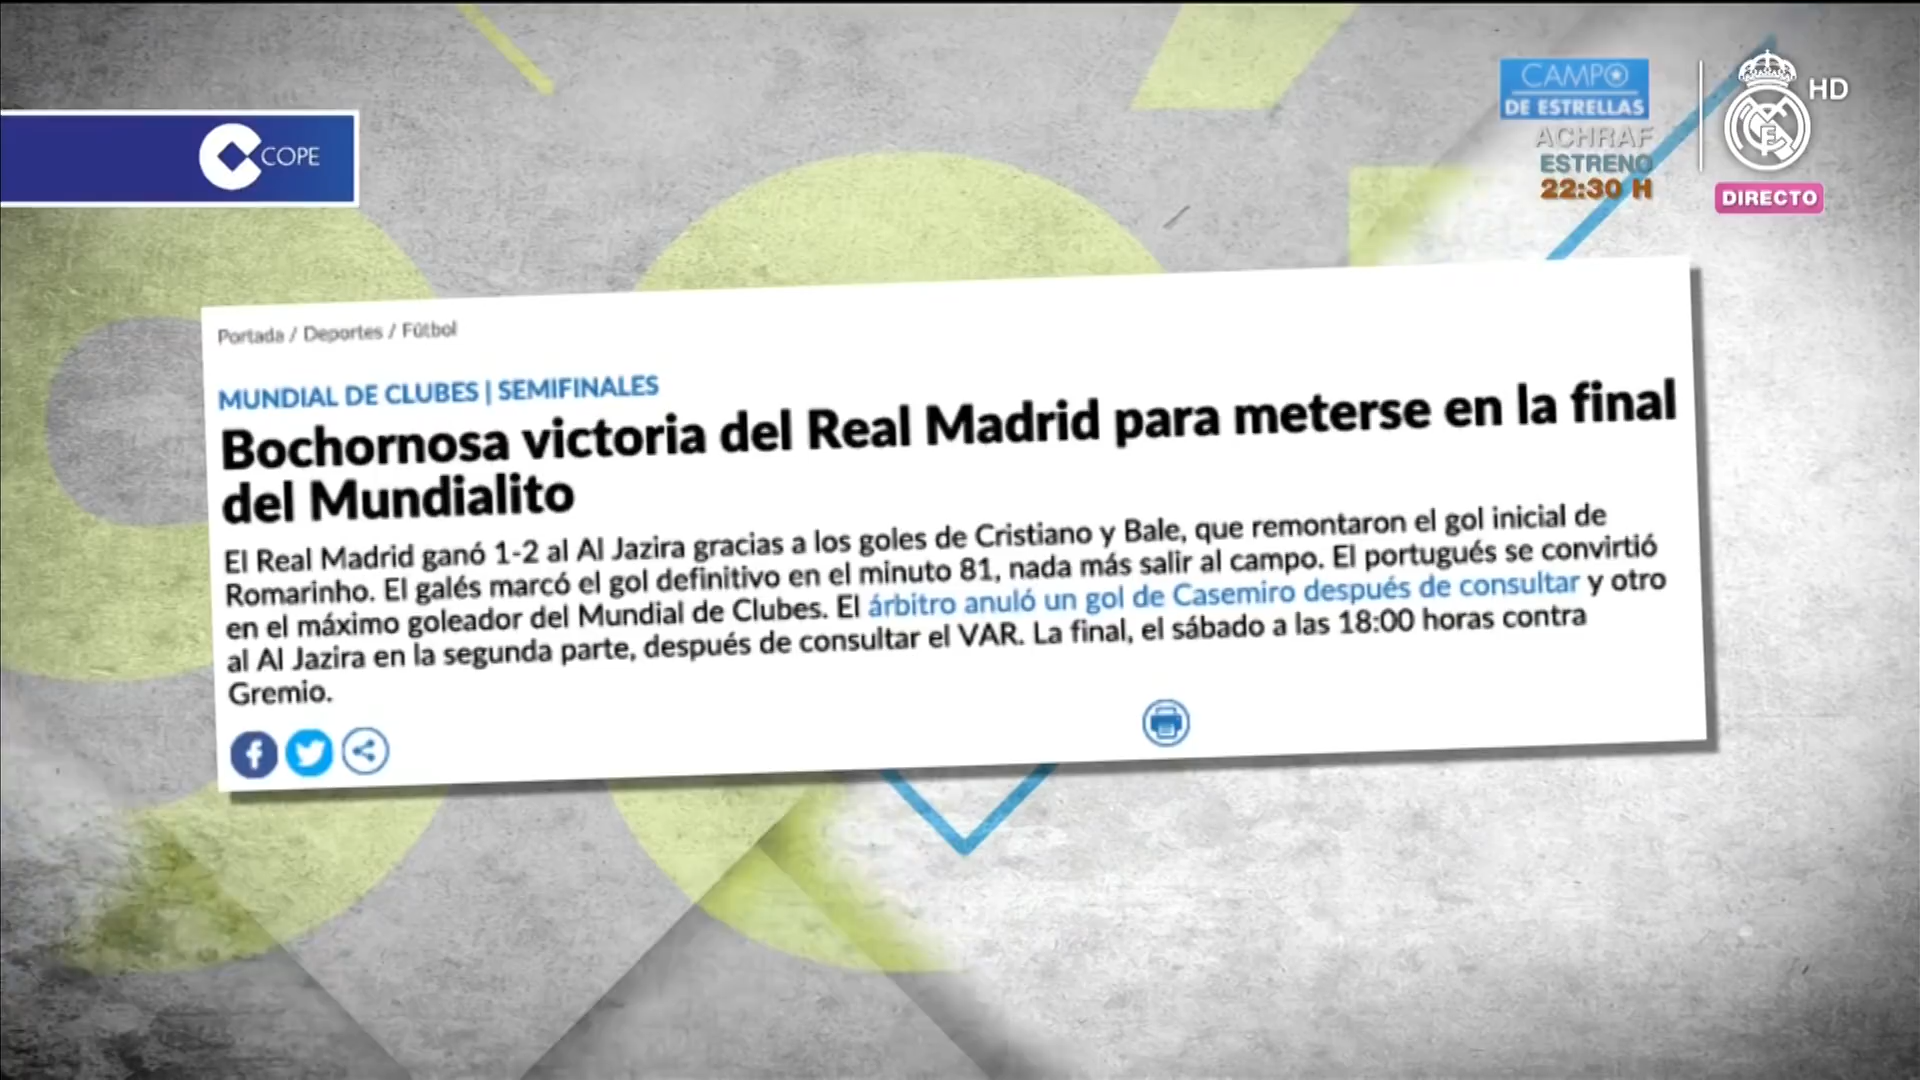 COPE
CAMPO
DE ESTRELLAS
ACHRAF
ESTRENO
22:30 H
HD
DIRECTO
Portada / Deportes / Fútbol
MUNDIAL DE CLUBES | SEMIFINALES
Bochornosa victoria del Real Madrid para meterse en la final
del Mundialito
El Real Madrid ganó 1-2 al Al Jazira gracias a los goles de Cristiano y Bale, que remontaron el gol inicial de
Romarinho. El galés marcó el gol definitivo en el minuto 81, nada más salir al campo. El portugués se convirtió
en el máximo goleador del Mundial de Clubes. El árbitro anuló un gol de Casemiro después de consultar y otro
al Al Jazira en la segunda parte, después de consultar el VAR. La final, el sábado a las 18:00 horas contra
Gremio.